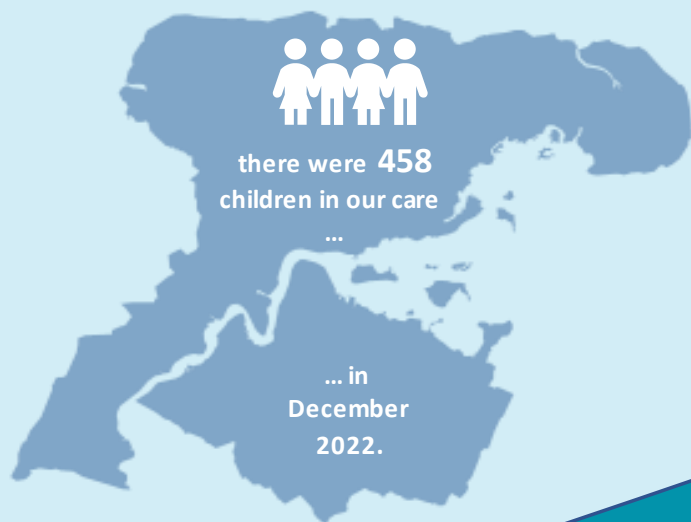 there were 458
children in our care
...
... in
December
2022.